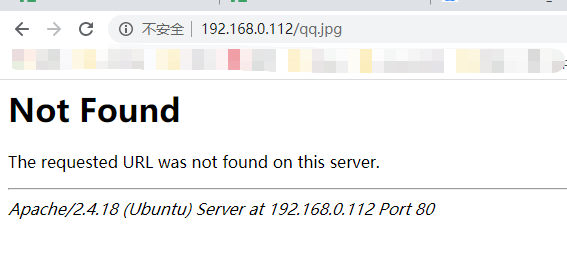 不安全 192.168.0.112/qq.jpg
Not Found
The requested URL was not found on this server.
Apache/2.4.18 (Ubuntu) Server at 192.168.0.112 Port 80